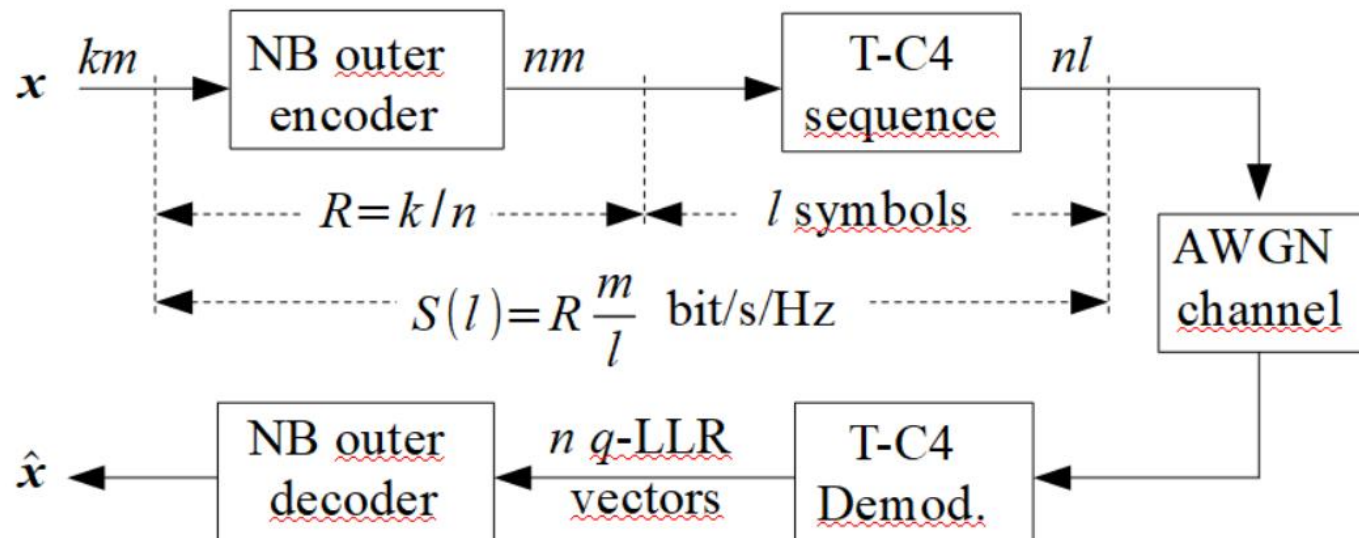 x
km
NB outer
encoder
nm
T-C4
sequence
nl
R=k/n
l symbols
S(l)=R m/l bit/s/Hz
AWGN
channel
x̂
NB outer
decoder
n q-LLR
vectors
T-C4
Demod.